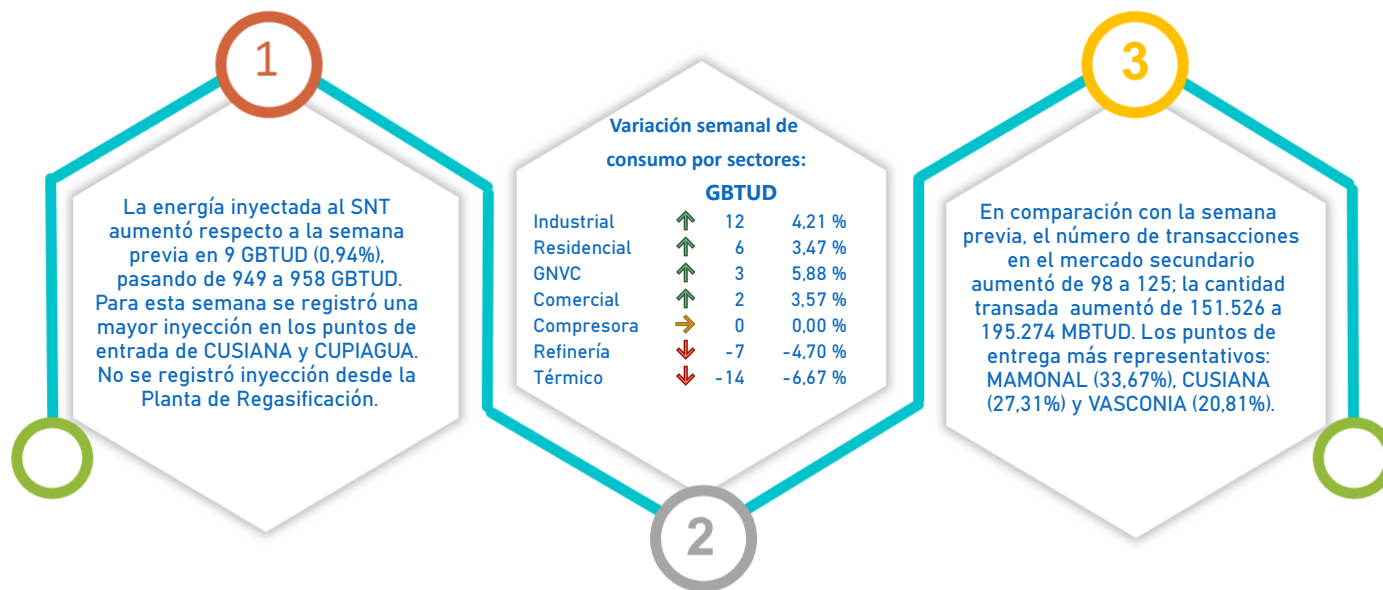 1
La energía inyectada al SNT
aumentó respecto a la semana
previa en 9 GBTUD (0,94%),
pasando de 949 a 958 GBTUD.
Para esta semana se registró una
mayor inyección en los puntos de
entrada de CUSIANA y CUPIAGUA.
No se registró inyección desde la
Planta de Regasificación.
Variación semanal de
consumo por sectores:
GBTUD
Industrial 12 4,21 %
Residencial 6 3,47 %
GNVC 3 5,88 %
Comercial 2 3,57 %
Compresora 0 0,00 %
Refinería -7 -4,70 %
Térmico -14 -6,67 %
2
3
En comparación con la semana
previa, el número de transacciones
en el mercado secundario
aumentó de 98 a 125; la cantidad
transada aumentó de 151.526 a
195.274 MBTUD. Los puntos de
entrega más representativos:
MAMONAL (33,67%), CUSIANA
(27,31%) y VASCONIA (20,81%).